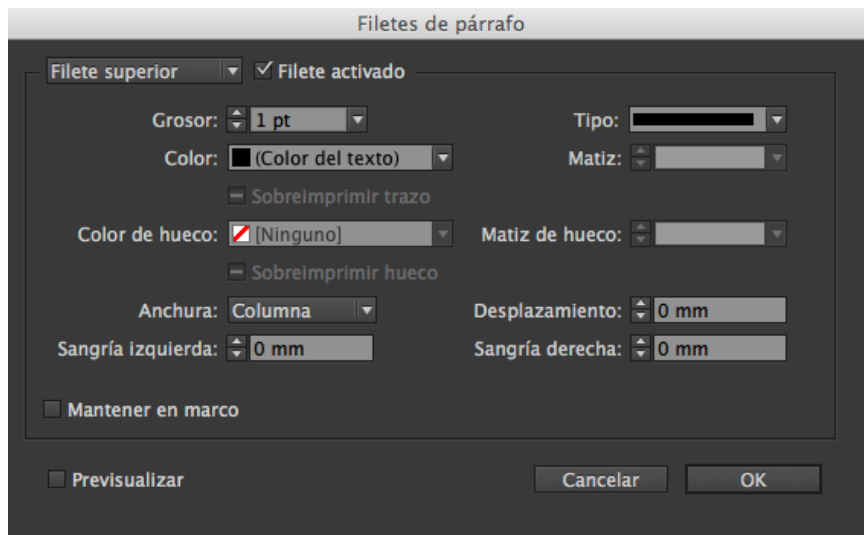 Filetes de párrafo
Filete superior Filete activado
Grosor: 1 pt Tipo:
Color: (Color del texto) Matiz:
Sobreimprimir trazo
Color de hueco: [Ninguno] Matiz de hueco:
Sobreimprimir hueco
Anchura: Columna Desplazamiento: 0 mm
Sangría izquierda: 0 mm Sangría derecha: 0 mm
Mantener en marco
Previsualizar Cancelar OK